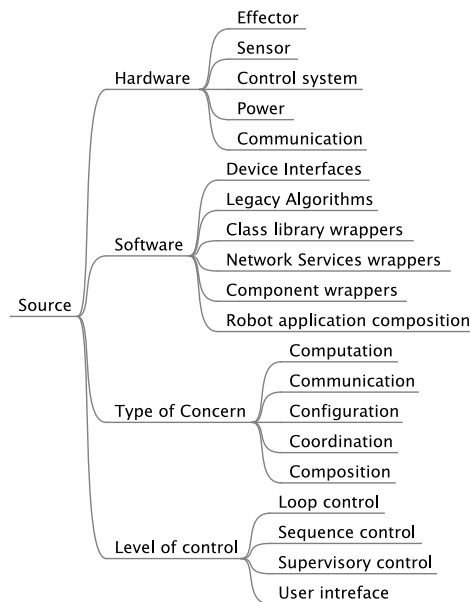 Source
Hardware
Effector
Sensor
Control system
Power
Communication
Software
Device Interfaces
Legacy Algorithms
Class library wrappers
Network Services wrappers
Component wrappers
Robot application composition
Type of Concern
Computation
Communication
Configuration
Coordination
Composition
Level of control
Loop control
Sequence control
Supervisory control
User intreface